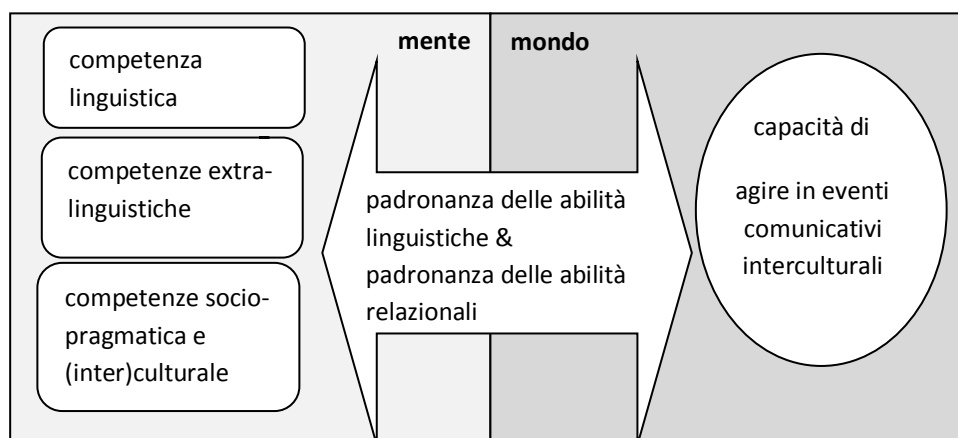 mente
mondo
competenza
linguistica
competenze extra-
linguistiche
competenze socio-
pragmatica e
(inter)culturale
padronanza delle abilità
linguistiche &
padronanza delle abilità
relazionali
capacità di
agire in eventi
comunicativi
interculturali